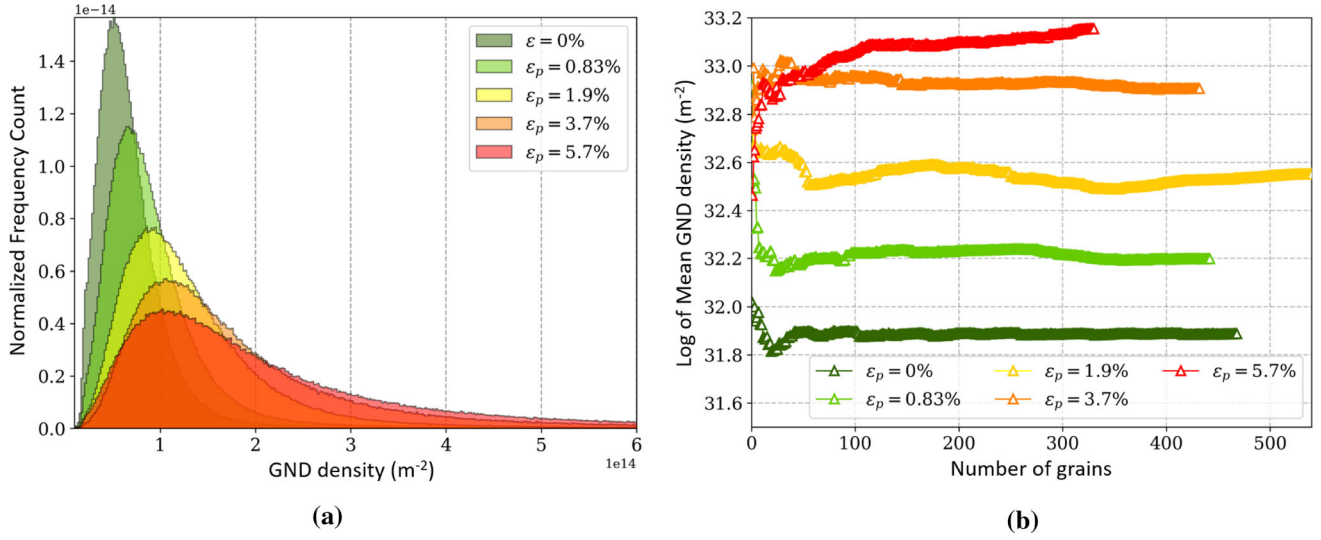 1e−14
1.4
1.2
1.0
0.8
0.6
0.4
0.2
0.0
Normalized Frequency Count
1
2
3
4
5
6
1e14
GND density (m-2)
ε = 0%
εp = 0.83%
εp = 1.9%
εp = 3.7%
εp = 5.7%
(a)
33.2
33.0
32.8
32.6
32.4
32.2
32.0
31.8
31.6
Log of Mean GND density (m-2)
0
100
200
300
400
500
Number of grains
εp = 0%
εp = 0.83%
εp = 1.9%
εp = 3.7%
εp = 5.7%
(b)